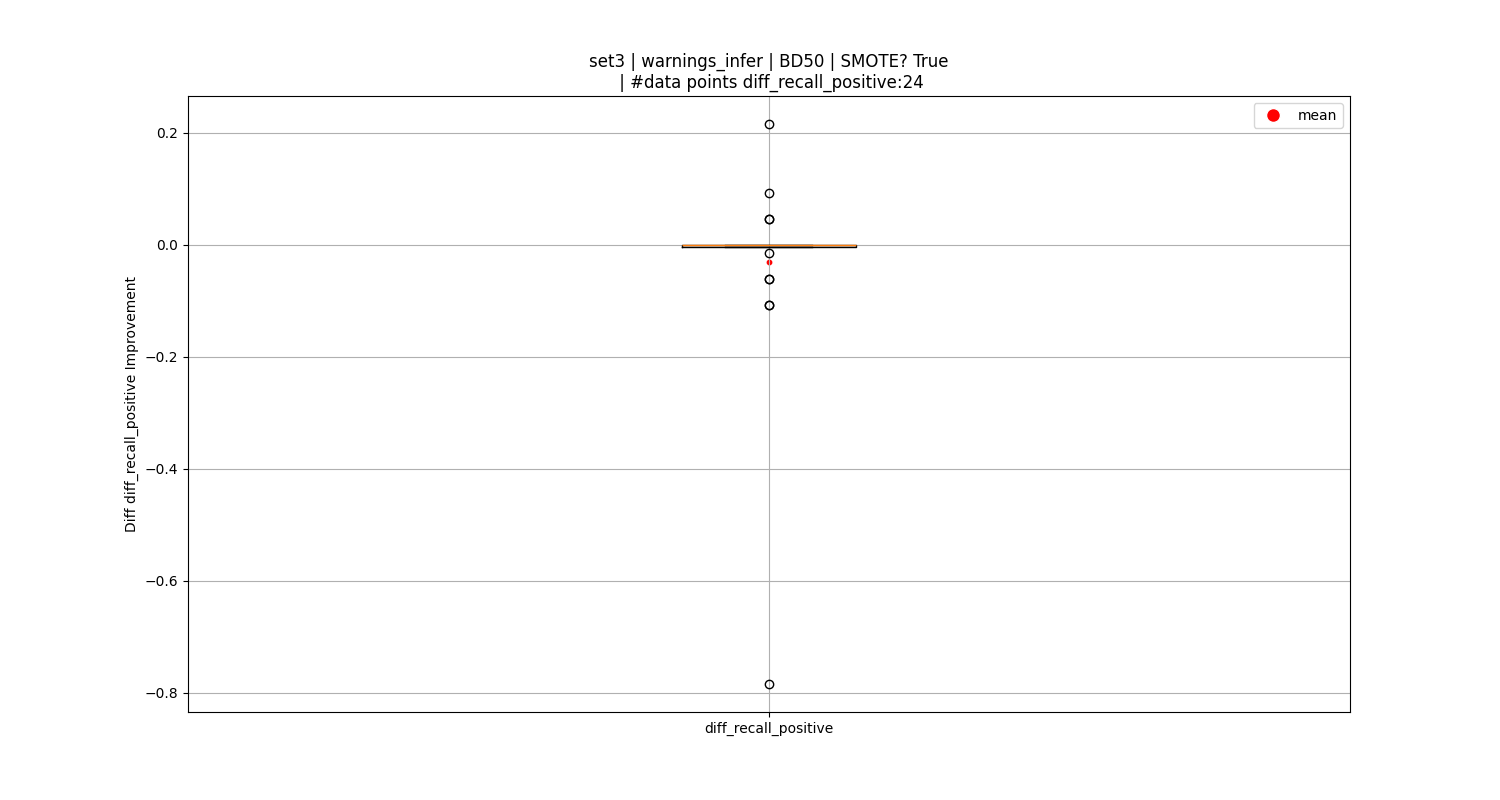 set3 | warnings_infer | BD50 | SMOTE? True
| #data points diff_recall_positive:24
mean
0.2
0.0
−0.2
−0.4
−0.6
−0.8
Diff diff_recall_positive Improvement
diff_recall_positive